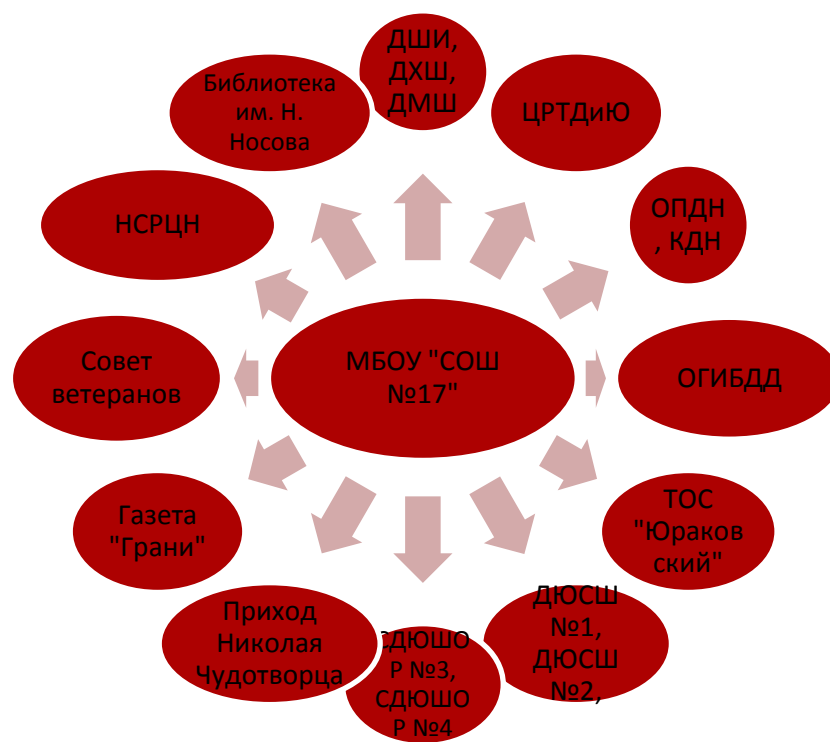 ДШИ,
ДХШ,
ДМШ
ЦРТДиЮ
ОПДН
, КДН
ОГИБДД
ТОС
"Юраков
ский"
ДЮСШ
№1,
ДЮСШ
№2,
СДЮШО
Р №3,
СДЮШО
Р №4
Приход
Николая
Чудотворца
Газета
"Грани"
Совет
ветеранов
НСРЦН
Библиотека
им. Н.
Носова
МБОУ "СОШ
№17"